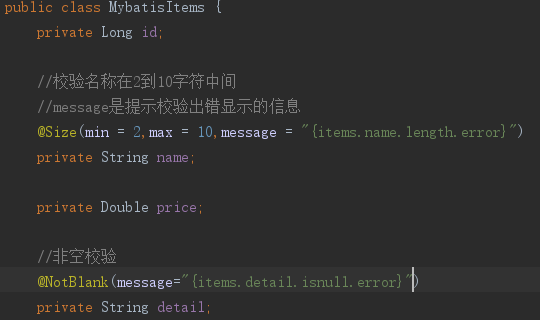 public class MybatisItems {
private Long id;
//校验名称在2到10字符中间
//message是提示校验出错显示的信息
@Size(min = 2,max = 10,message = "{items.name.length.error}")
private String name;
private Double price;
//非空校验
@NotBlank(message="{items.detail.isnull.error}")
private String detail;